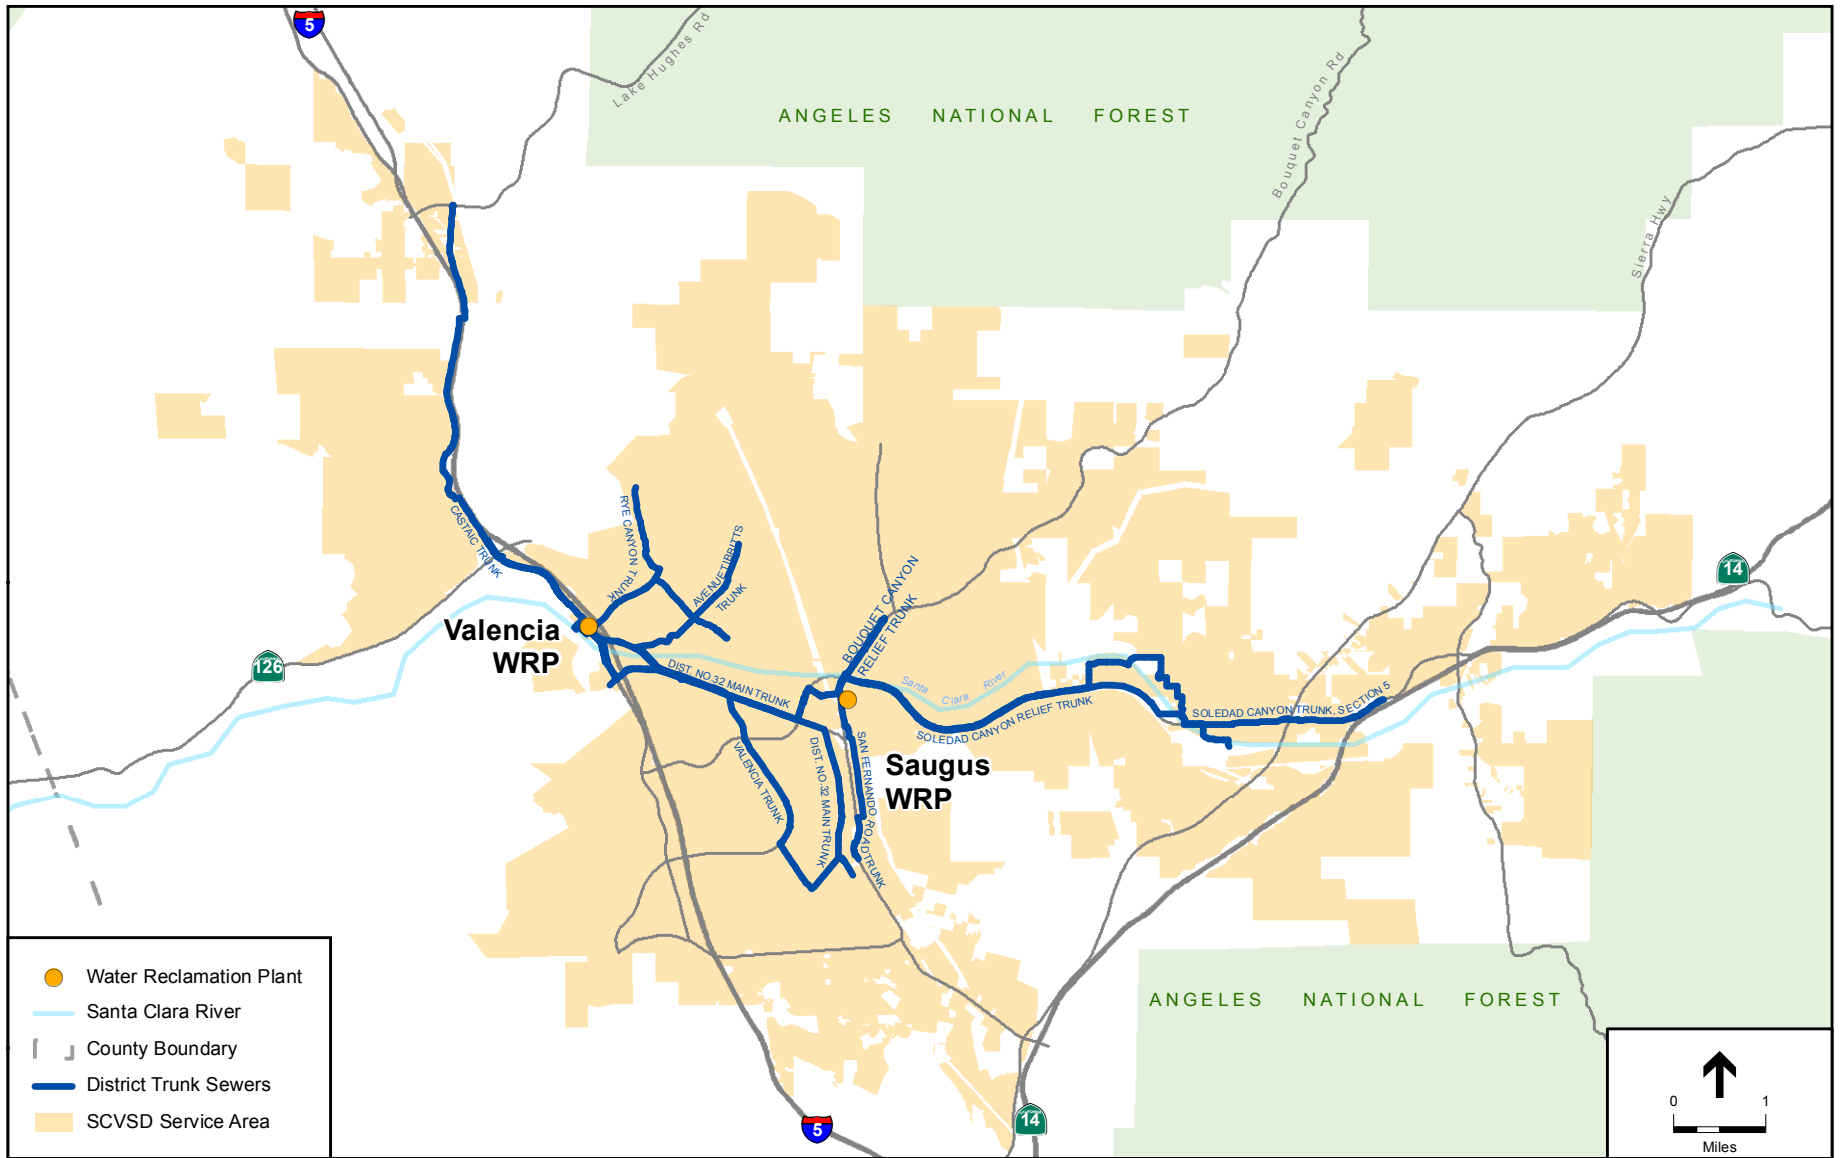 5
Lake Hughes Rd
ANGELES NATIONAL FOREST
Bouquet Canyon Rd
Sierra Hwy
CASTAIC TRUNK
RYE CANYON TRUNK
AVENUE TIBBITTS
TRUNK
BOUQUET CANYON
RELIEF TRUNK
14
Valencia
WRP
126
DIST. NO.32 MAIN TRUNK
Santa Clara River
SOLEDAD CANYON RELIEF TRUNK
SOLEDAD CANYON TRUNK, SECTION 5
VALENCIA TRUNK
DIST. NO.32 MAIN TRUNK
SAN FERNANDO ROAD TRUNK
Saugus
WRP
ANGELES NATIONAL FOREST
Water Reclamation Plant
Santa Clara River
County Boundary
District Trunk Sewers
SCVSD Service Area
5
CALIFORNIA
14
0 1
Miles